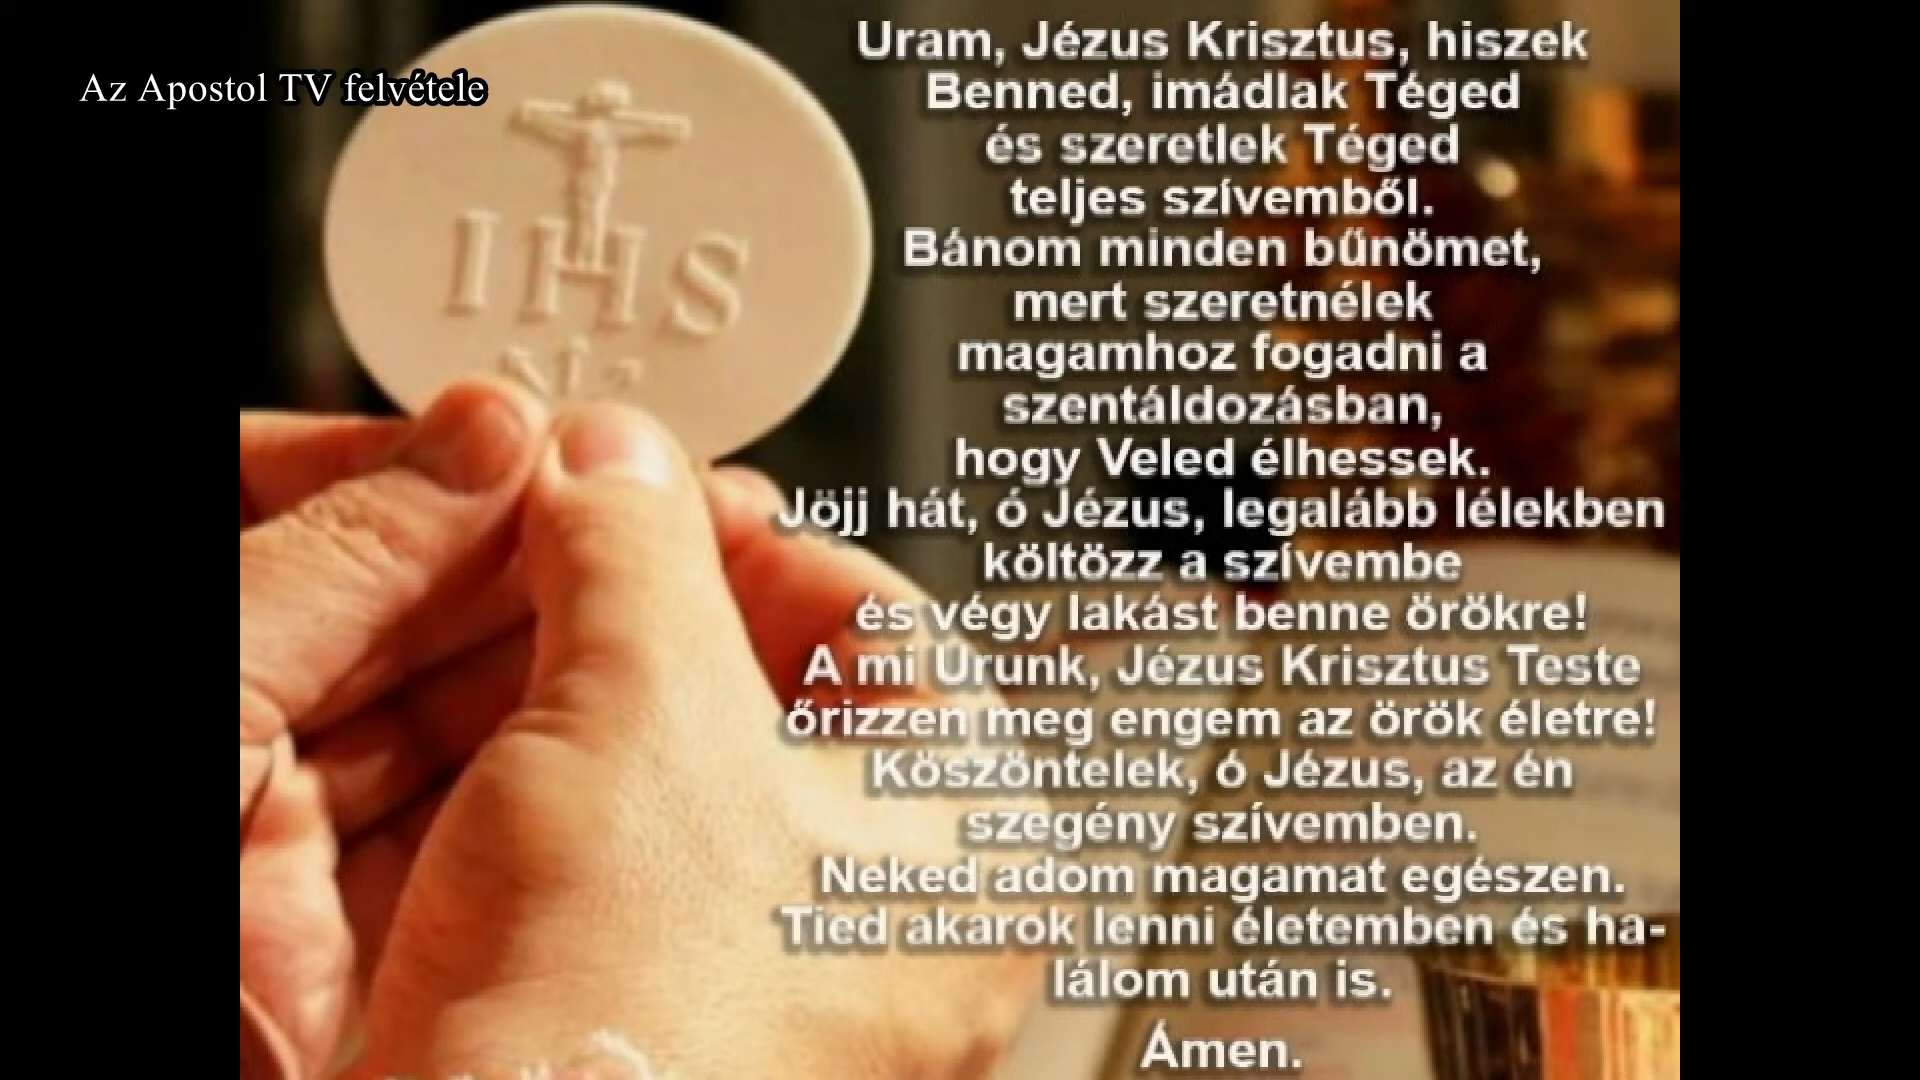 Az Apostol TV felvétele
IHS
Uram, Jézus Krisztus, hiszek
Benned, imádlak Téged
és szeretlek Téged
teljes szívemből.
Bánom minden bűnömet,
mert szeretnélek
magamhoz fogadni a
szentáldozásban,
hogy Veled élhessek.
Jöjj hát, ó Jézus, legalább lélekben
költözz a szívembe
és végy lakást benne örökre!
A mi Urunk, Jézus Krisztus Teste
őrizzen meg engem az örök életre!
Köszöntelek, ó Jézus, az én
szegény szívemben.
Neked adom magamat egészen.
Tied akarok lenni életemben és ha-
lálom után is.
Ámen.